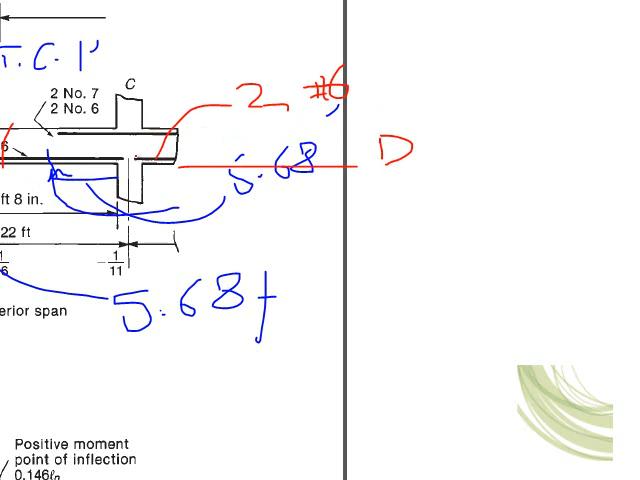 T. C. 1'
C
2 No. 7
2 No. 6
2 #6
6
5.68'
D
ft 8 in.
22 ft
1/6
-1/11
5.68 f
erior span
Positive moment
point of inflection
0.146ℓn